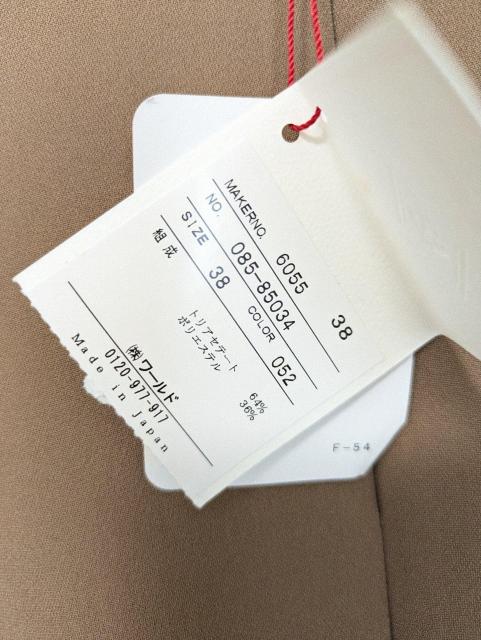 MAKERNO. 6055 38
NO. 085-85034
SIZE 38 COLOR 052
組成
トリアセテート 64%
ポリエステル 36%
㈱ワールド
0120-977-917
Made in Japan
F-54